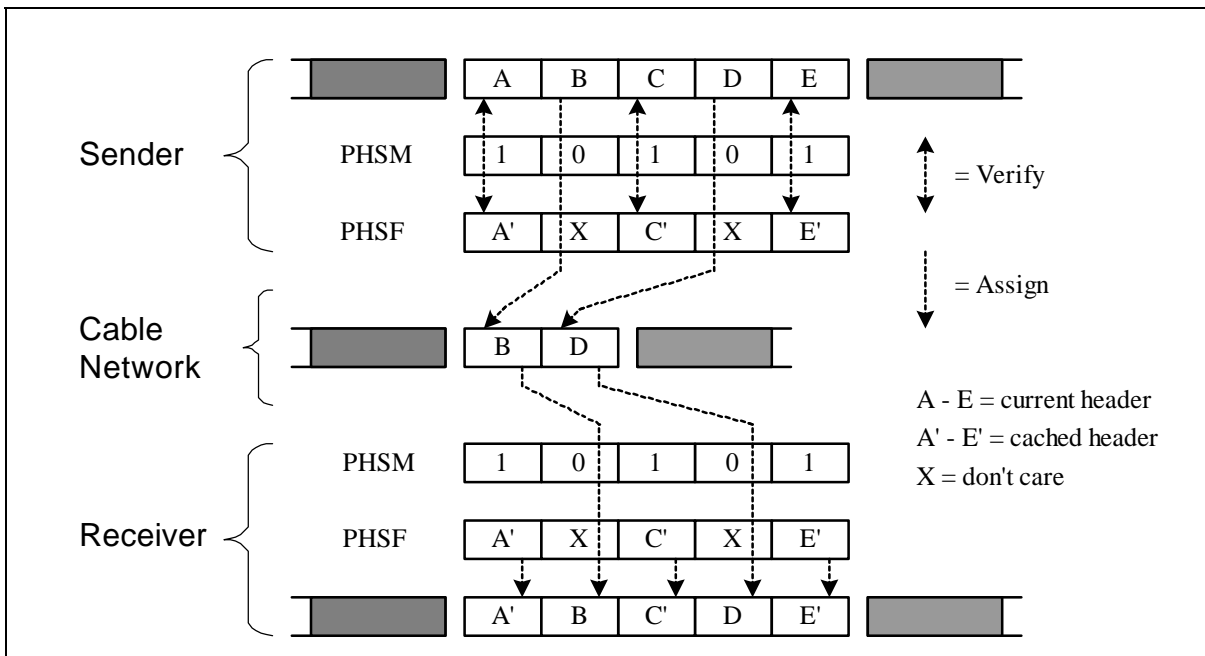 A B C D E
Sender
PHSM 1 0 1 0 1
= Verify
PHSF A' X C' X E'
= Assign
Cable
Network
B D
A - E = current header
A' - E' = cached header
X = don't care
PHSM 1 0 1 0 1
Receiver
PHSF A' X C' X E'
A' B C' D E'